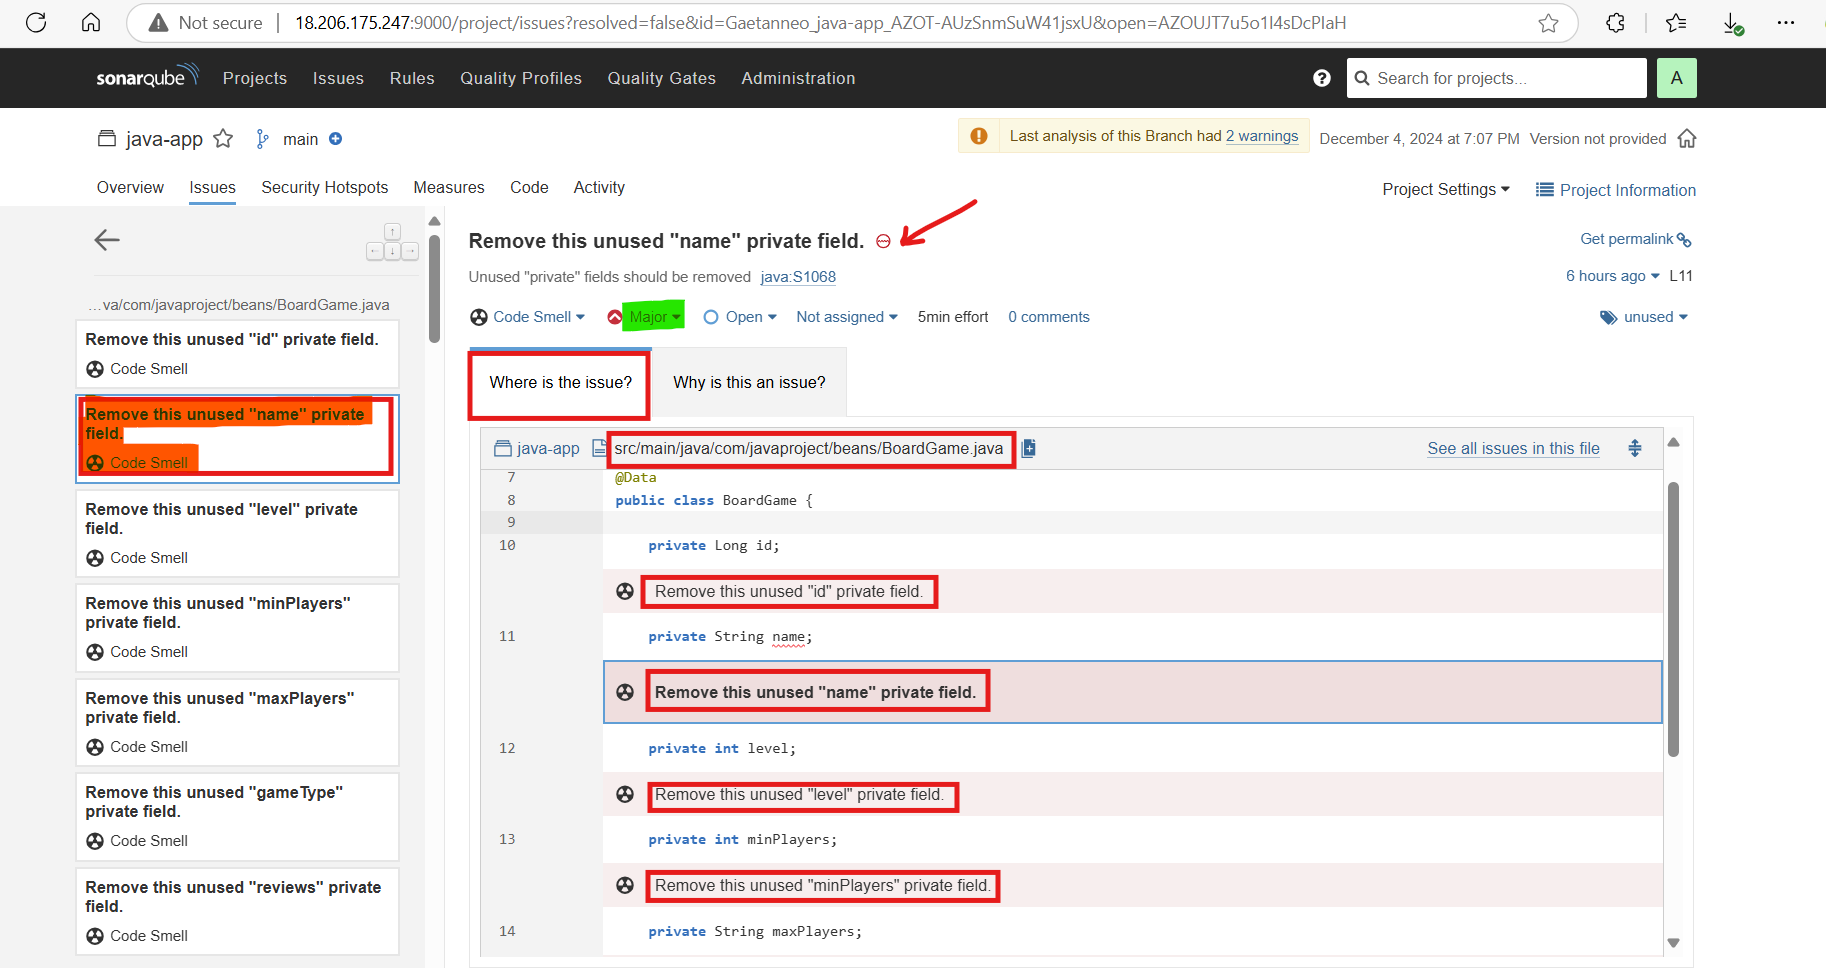 Not secure
18.206.175.247:9000/project/issues?resolved=false&id=Gaetanneo_java-app_AZOT-AUzSnmSuW41jsxU&open=AZOUJT7u5o1I4sDcPIaH
sonarqube
Projects
Issues
Rules
Quality Profiles
Quality Gates
Administration
?
Search for projects...
A
java-app
main
Last analysis of this Branch had 2 warnings
December 4, 2024 at 7:07 PM
Version not provided
Overview
Issues
Security Hotspots
Measures
Code
Activity
Project Settings
Project Information
…va/com/javaproject/beans/BoardGame.java
Remove this unused "id" private field.
Code Smell
Remove this unused "name" private
field.
Code Smell
Remove this unused "level" private
field.
Code Smell
Remove this unused "minPlayers"
private field.
Code Smell
Remove this unused "maxPlayers"
private field.
Code Smell
Remove this unused "gameType"
private field.
Code Smell
Remove this unused "reviews" private
field.
Code Smell
Remove this unused "name" private field.
Get permalink
Unused "private" fields should be removed java:S1068
6 hours ago
L11
Code Smell
Major
Open
Not assigned
5min effort
0 comments
unused
Where is the issue?
Why is this an issue?
java-app
src/main/java/com/javaproject/beans/BoardGame.java
See all issues in this file
7 @Data
8 public class BoardGame {
9
10 private Long id;
Remove this unused "id" private field.
11 private String name;
Remove this unused "name" private field.
12 private int level;
Remove this unused "level" private field.
13 private int minPlayers;
Remove this unused "minPlayers" private field.
14 private String maxPlayers;